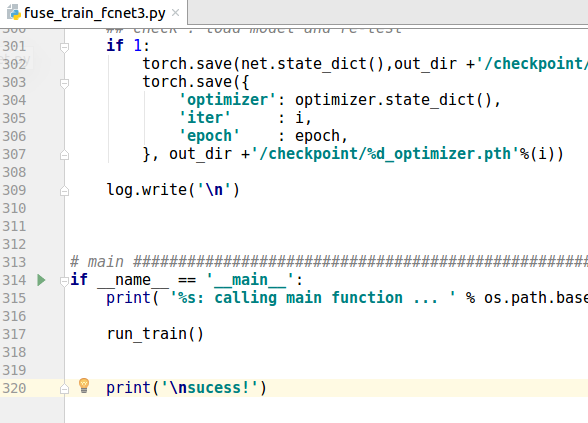 fuse_train_fcnet3.py ×
300 ## check : load model and re-test
301 if 1:
302 torch.save(net.state_dict(),out_dir +'/checkpoint/
303 torch.save({
304 'optimizer': optimizer.state_dict(),
305 'iter' : i,
306 'epoch' : epoch,
307 }, out_dir +'/checkpoint/%d_optimizer.pth'%(i))
308
309 log.write('\n')
310
311
312
313 # main ##################################################
314 if __name__ == '__main__':
315 print( '%s: calling main function ... ' % os.path.base
316
317 run_train()
318
319
320 print('\nsucess!')